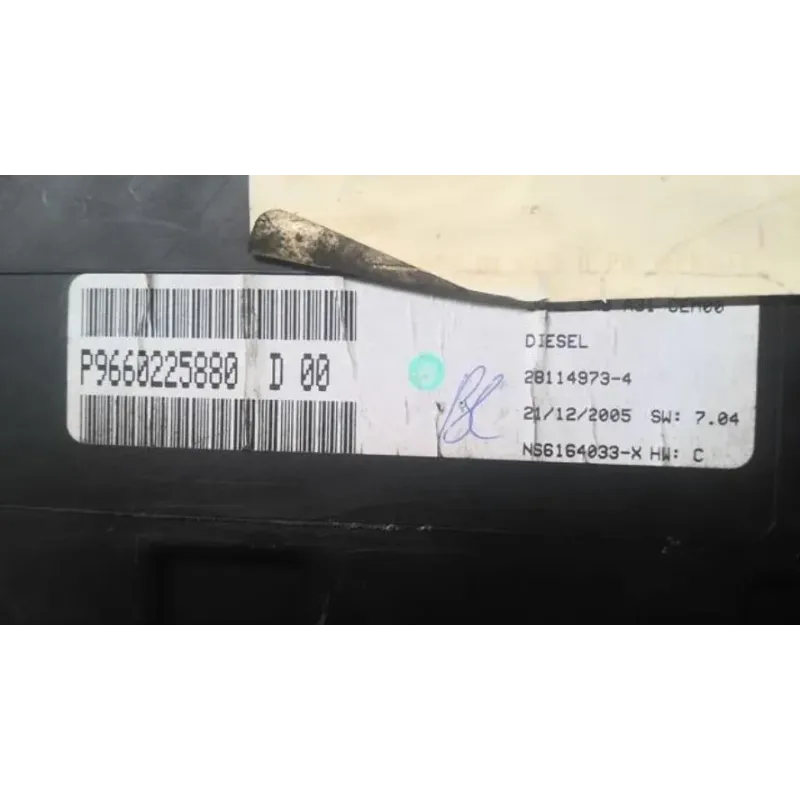 P9660225880 D 00
DIESEL
28114973-4
21/12/2005 SW: 7.04
NS6164033-X HW: C